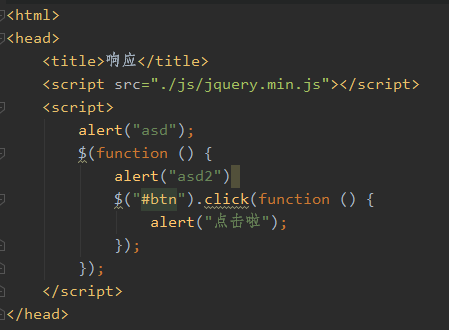 <html>
<head>
    <title>响应</title>
    <script src="./js/jquery.min.js"></script>
    <script>
        alert("asd");
        $(function () {
            alert("asd2")
            $("#btn").click(function () {
                alert("点击啦");
            });
        });
    </script>
</head>